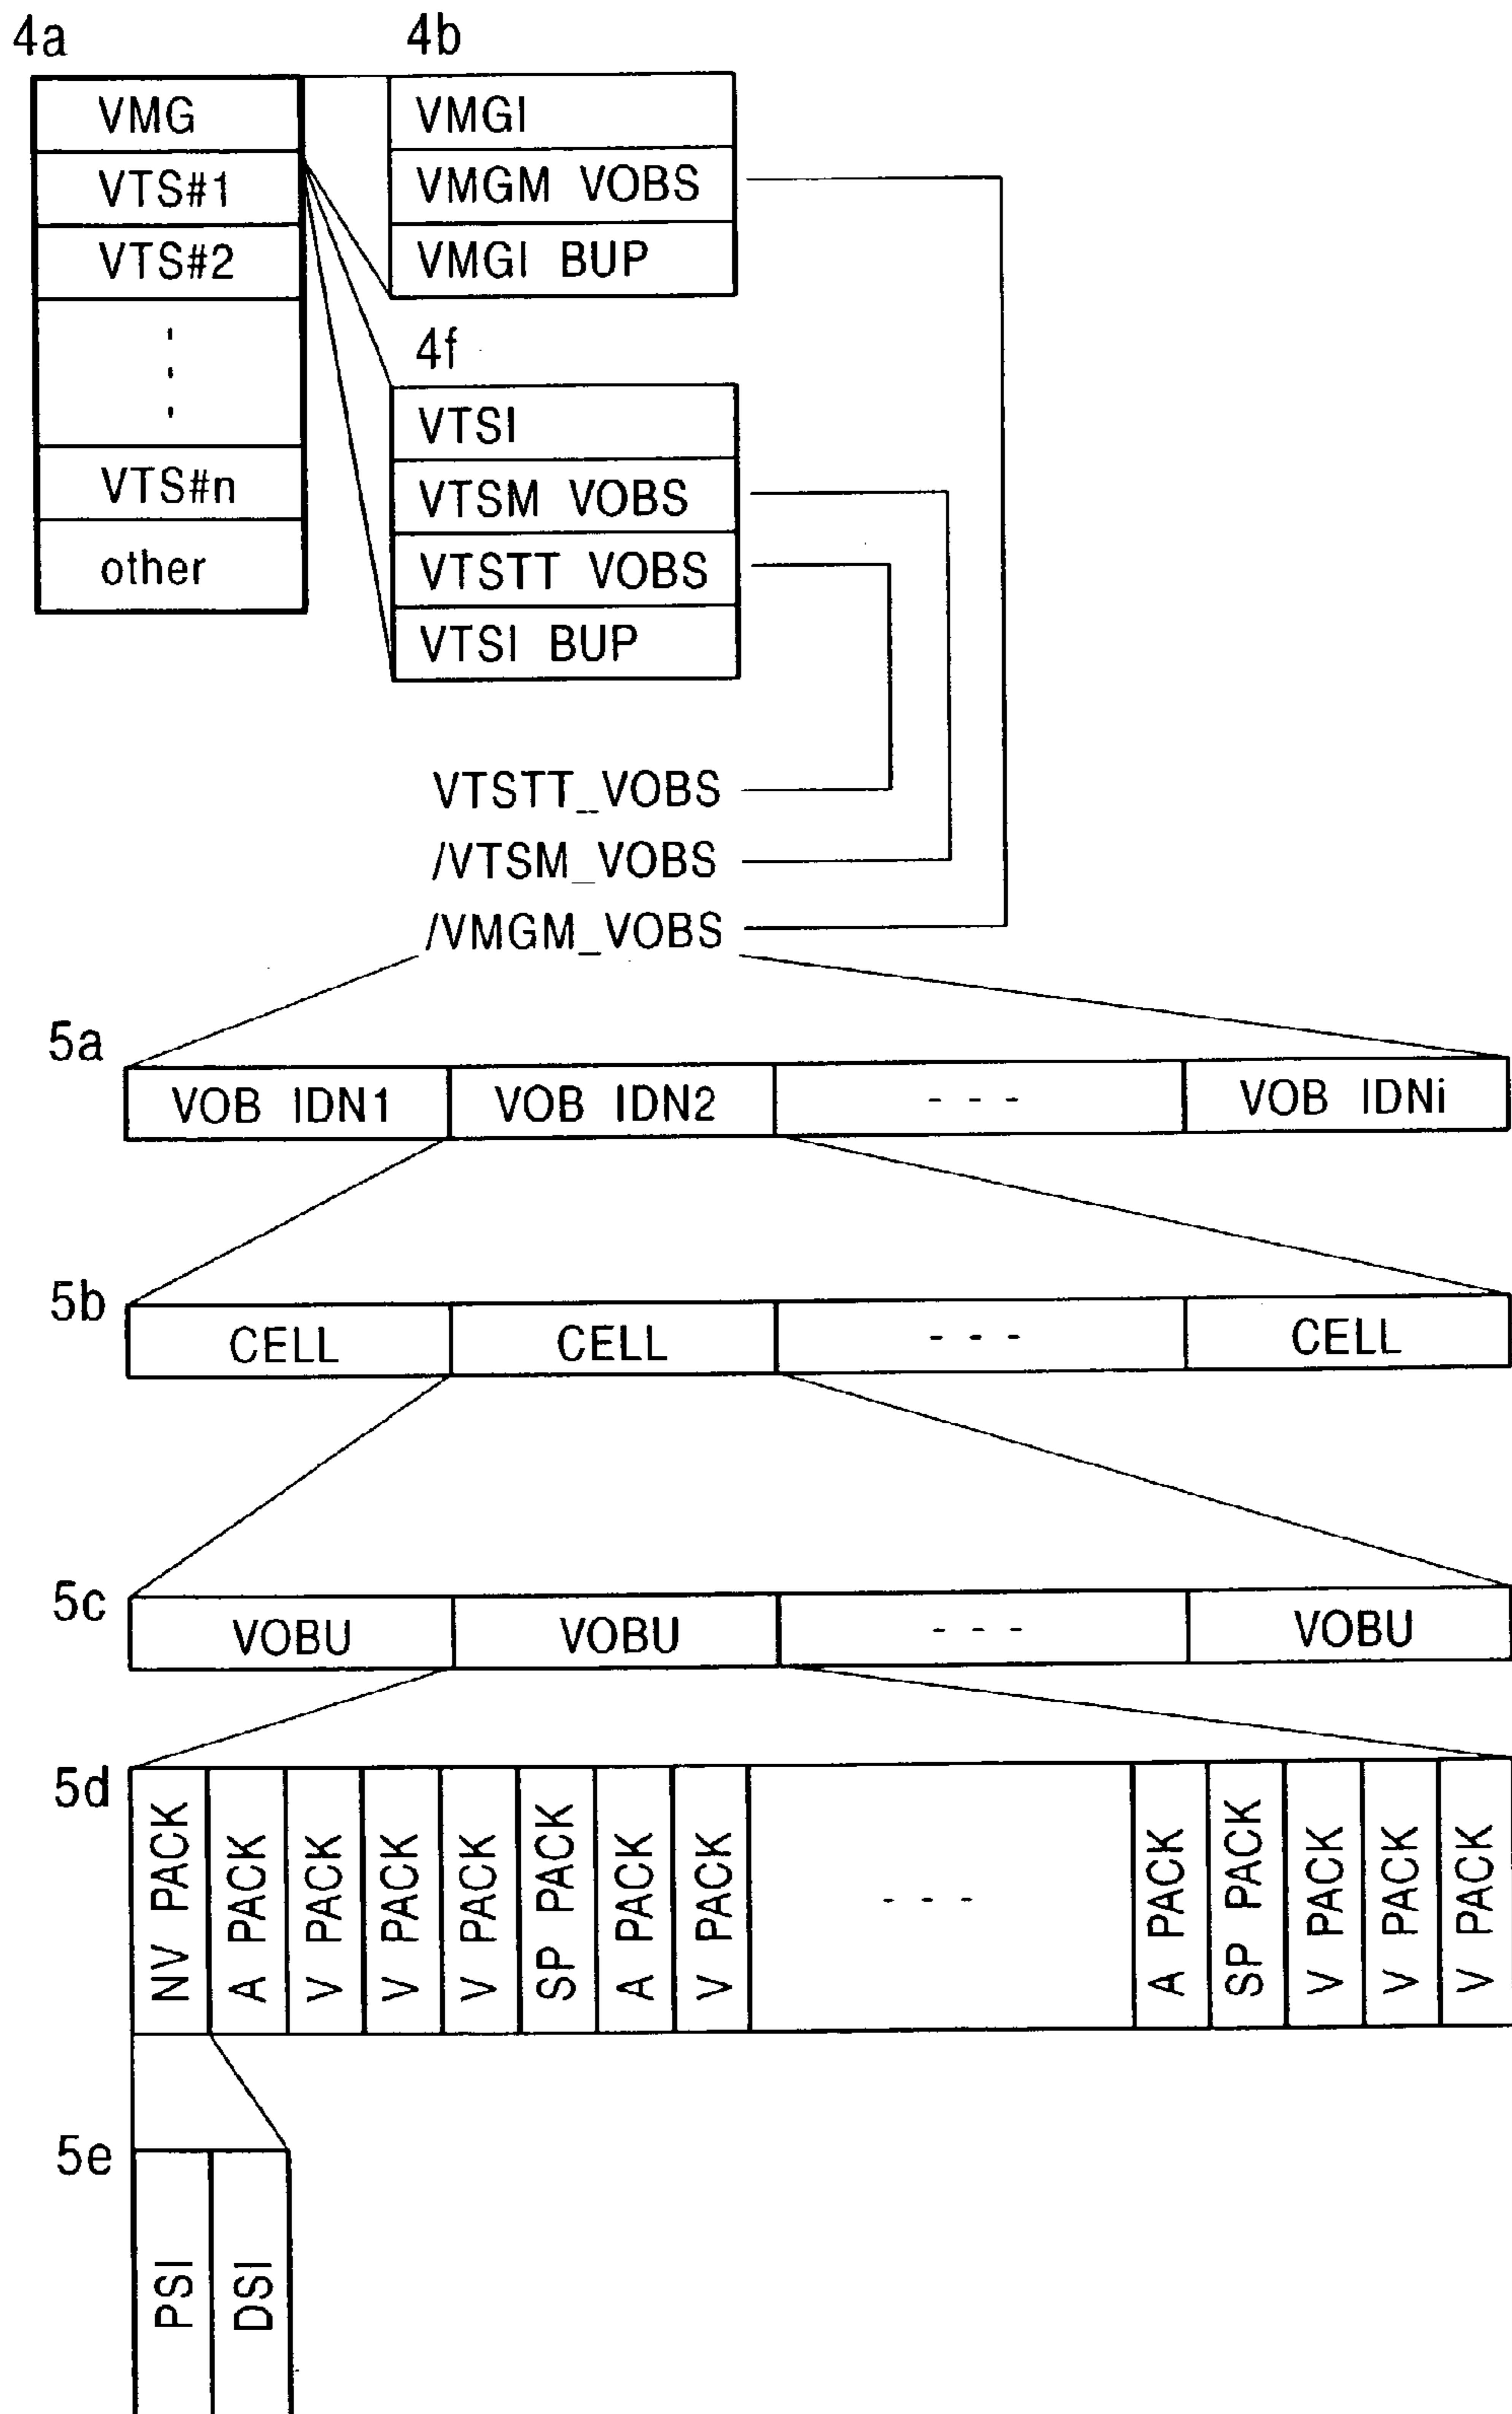 4a
VMG
VTS#1
VTS#2
VTS#n
other
4b
VMGI
VMGM VOBS
VMGI BUP
4f
VTSI
VTSM VOBS
VTSTT VOBS
VTSI BUP
VTSTT_VOBS
/VTSM_VOBS
/VMGM_VOBS
5a
VOB IDN1
VOB IDN2
- - -
VOB IDNi
5b
CELL
CELL
- - -
CELL
5c
VOBU
VOBU
- - -
VOBU
5d
NV PACK
A PACK
V PACK
V PACK
V PACK
SP PACK
A PACK
V PACK
- - -
A PACK
SP PACK
V PACK
V PACK
V PACK
5e
PSI
DSI